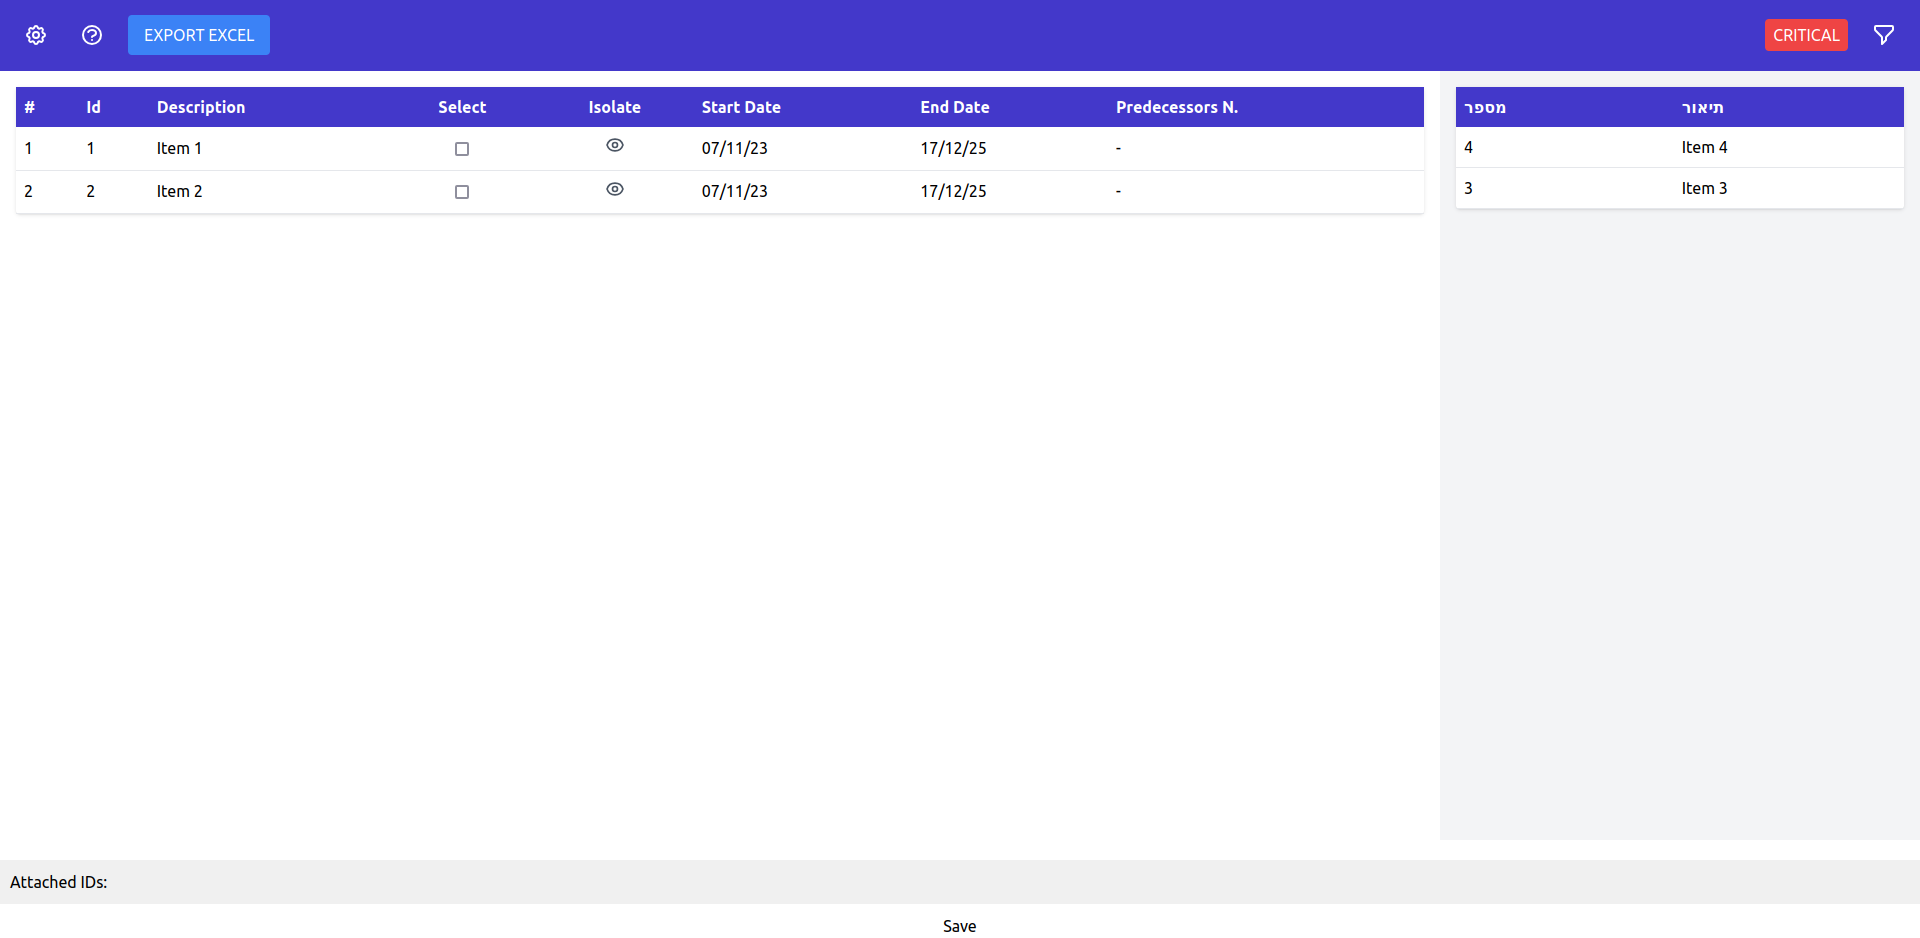 EXPORT EXCEL CRITICAL
# Id Description Select Isolate Start Date End Date Predecessors N.
1 1 Item 1 07/11/23 17/12/25 -
2 2 Item 2 07/11/23 17/12/25 -
מספר תיאור
4 Item 4
3 Item 3
Attached IDs:
Save